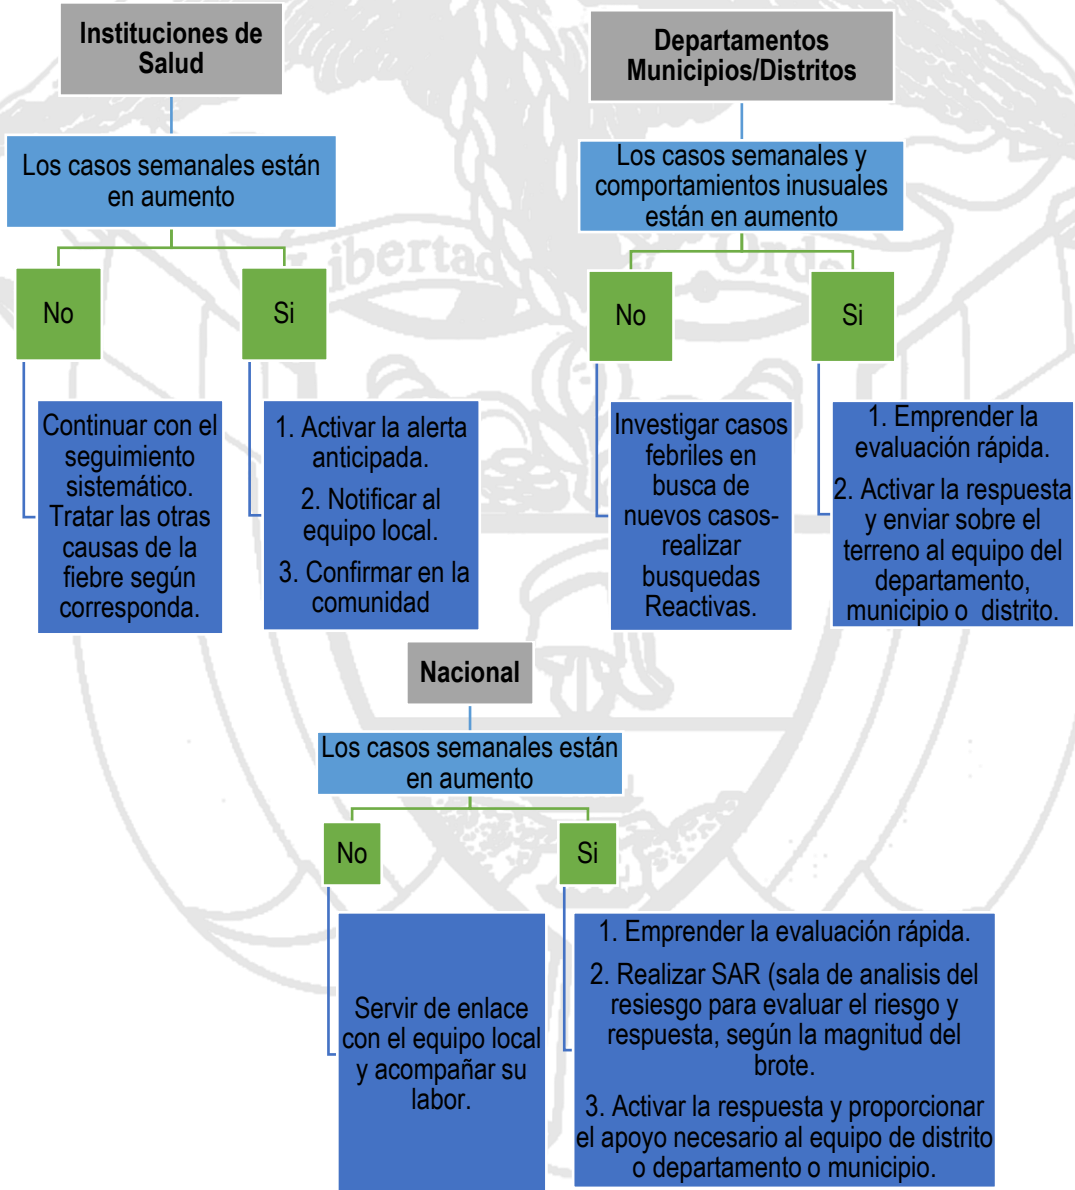 Instituciones de
Salud
Los casos semanales están
en aumento
No
Si
Continuar con el
seguimiento
sistemático.
Tratar las otras
causas de la
fiebre según
corresponda.
1. Activar la alerta
anticipada.
2. Notificar al
equipo local.
3. Confirmar en la
comunidad
Departamentos
Municipios/Distritos
Los casos semanales y
comportamientos inusuales
están en aumento
No
Si
Investigar casos
febriles en
busca de
nuevos casos-
realizar
busquedas
Reactivas.
1. Emprender la
evaluación rápida.
2. Activar la respuesta
y enviar sobre el
terreno al equipo del
departamento,
municipio o distrito.
Libertad
Orde
Nacional
Los casos semanales están
en aumento
No
Si
Servir de enlace
con el equipo local
y acompañar su
labor.
1. Emprender la evaluación rápida.
2. Realizar SAR (sala de analisis del
resiesgo para evaluar el riesgo y
respuesta, según la magnitud del
brote.
3. Activar la respuesta y proporcionar
el apoyo necesario al equipo de distrito
o departamento o municipio.